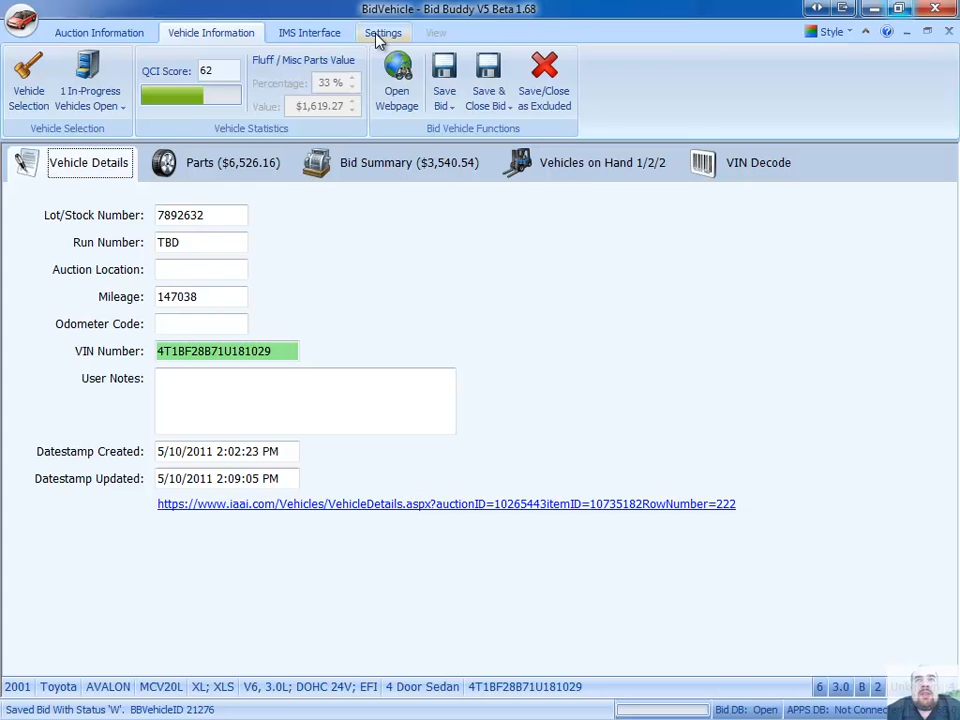 BidVehicle - Bid Buddy V5 Beta 1.68
Auction Information
Vehicle Information
IMS Interface
Settings
View
Style
Vehicle Selection
1 In-Progress Vehicles Open
Vehicle Selection
QCI Score: 62
Fluff / Misc Parts Value
Percentage: 33 %
Value: $1,619.27
Vehicle Statistics
Open Webpage
Save Bid
Save & Close Bid
Save/Close as Excluded
Bid Vehicle Functions
Vehicle Details
Parts ($6,526.16)
Bid Summary ($3,540.54)
Vehicles on Hand 1/2/2
VIN Decode
Lot/Stock Number: 7892632
Run Number: TBD
Auction Location:
Mileage: 147038
Odometer Code:
VIN Number: 4T1BF28B71U181029
User Notes:
Datestamp Created: 5/10/2011 2:02:23 PM
Datestamp Updated: 5/10/2011 2:09:05 PM
https://www.iaai.com/Vehicles/VehicleDetails.aspx?auctionID=10265443itemID=10735182RowNumber=222
2001 Toyota AVALON MCV20L XL; XLS V6, 3.0L; DOHC 24V; EFI 4 Door Sedan 4T1BF28B71U181029 6 3.0 B 2
Saved Bid With Status 'W'. BBVehicleID 21276 Bid DB: Open APPS DB: Not